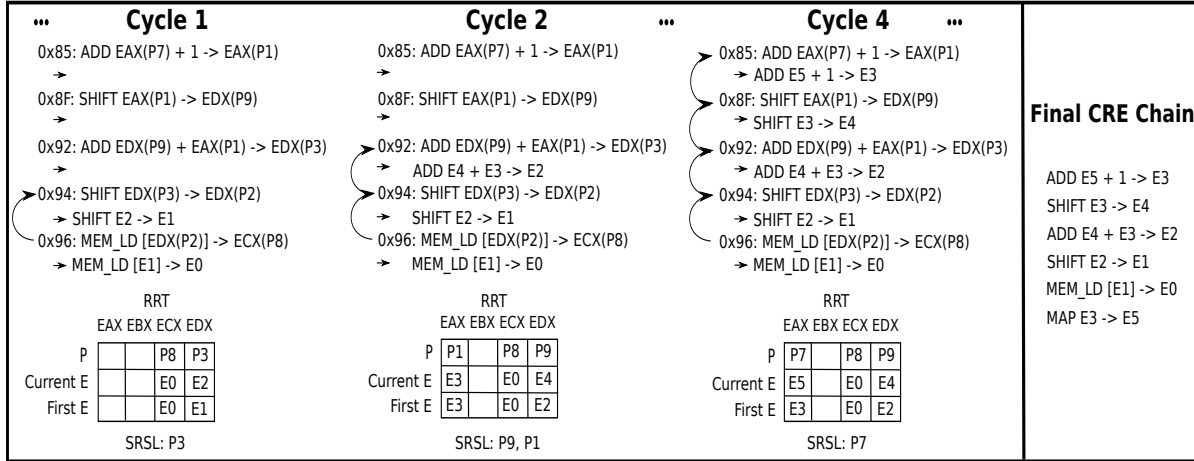 ... Cycle 1
0x85: ADD EAX(P7) + 1 -> EAX(P1)
0x8F: SHIFT EAX(P1) -> EDX(P9)
0x92: ADD EDX(P9) + EAX(P1) -> EDX(P3)
0x94: SHIFT EDX(P3) -> EDX(P2)
SHIFT E2 -> E1
0x96: MEM_LD [EDX(P2)] -> ECX(P8)
MEM_LD [E1] -> E0
RRT
EAX EBX ECX EDX
P P8 P3
Current E E0 E2
First E E0 E1
SRSL: P3
Cycle 2 ...
0x85: ADD EAX(P7) + 1 -> EAX(P1)
0x8F: SHIFT EAX(P1) -> EDX(P9)
0x92: ADD EDX(P9) + EAX(P1) -> EDX(P3)
ADD E4 + E3 -> E2
0x94: SHIFT EDX(P3) -> EDX(P2)
SHIFT E2 -> E1
0x96: MEM_LD [EDX(P2)] -> ECX(P8)
MEM_LD [E1] -> E0
RRT
EAX EBX ECX EDX
P P1 P8 P9
Current E E3 E0 E4
First E E3 E0 E2
SRSL: P9, P1
Cycle 4 ...
0x85: ADD EAX(P7) + 1 -> EAX(P1)
ADD E5 + 1 -> E3
0x8F: SHIFT EAX(P1) -> EDX(P9)
SHIFT E3 -> E4
0x92: ADD EDX(P9) + EAX(P1) -> EDX(P3)
ADD E4 + E3 -> E2
0x94: SHIFT EDX(P3) -> EDX(P2)
SHIFT E2 -> E1
0x96: MEM_LD [EDX(P2)] -> ECX(P8)
MEM_LD [E1] -> E0
RRT
EAX EBX ECX EDX
P P7 P8 P9
Current E E5 E0 E4
First E E3 E0 E2
SRSL: P7
Final CRE Chain
ADD E5 + 1 -> E3
SHIFT E3 -> E4
ADD E4 + E3 -> E2
SHIFT E2 -> E1
MEM_LD [E1] -> E0
MAP E3 -> E5